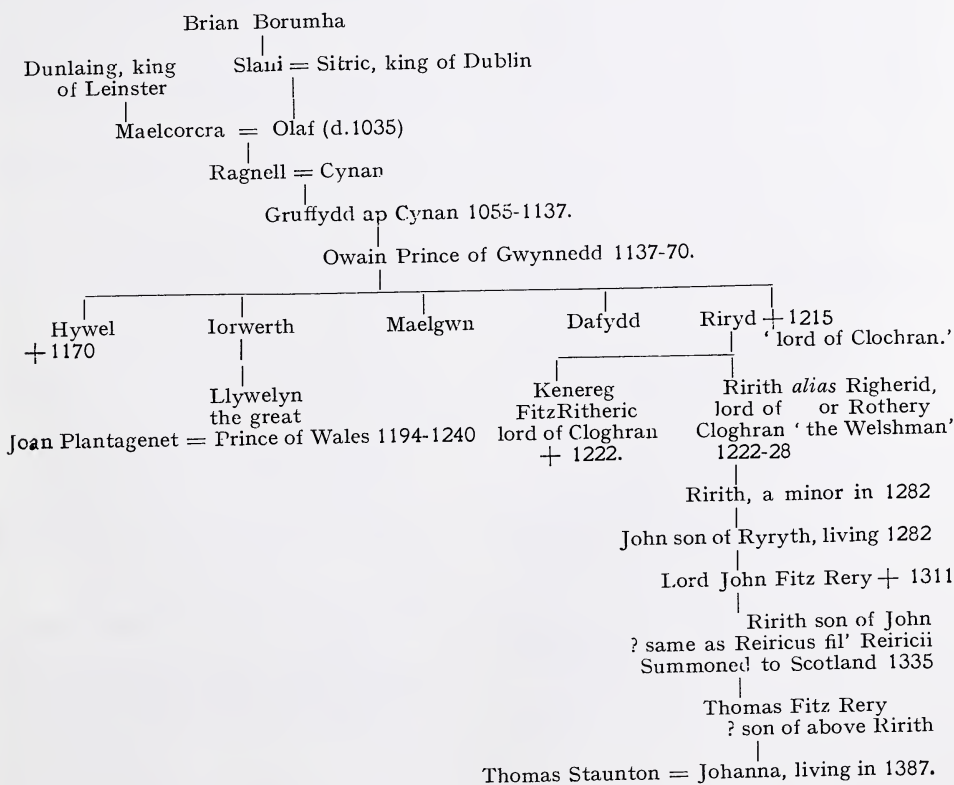 Brian Borumha
Dunlaing, king
of Leinster
Slani = Sitric, king of Dublin
Maelcorcra = Olaf (d.1035)
Ragnell = Cynan
Gruffydd ap Cynan 1055-1137.
Owain Prince of Gwynnedd 1137-70.
Hywel
+ 1170
Iorwerth
Maelgwn
Dafydd
Riryd + 1215
‘lord of Clochran.’
Llywelyn
the great
Joan Plantagenet = Prince of Wales 1194-1240
Kenereg
FitzRitheric
lord of Cloghran
+ 1222.
Ririth alias Righerid,
lord of or Rothery
Cloghran ‘the Welshman’
1222-28
Ririth, a minor in 1282
John son of Ryryth, living 1282
Lord John Fitz Rery + 1311
Ririth son of John
? same as Reiricus fil’ Reiricii
Summoned to Scotland 1335
Thomas Fitz Rery
? son of above Ririth
Thomas Staunton = Johanna, living in 1387.